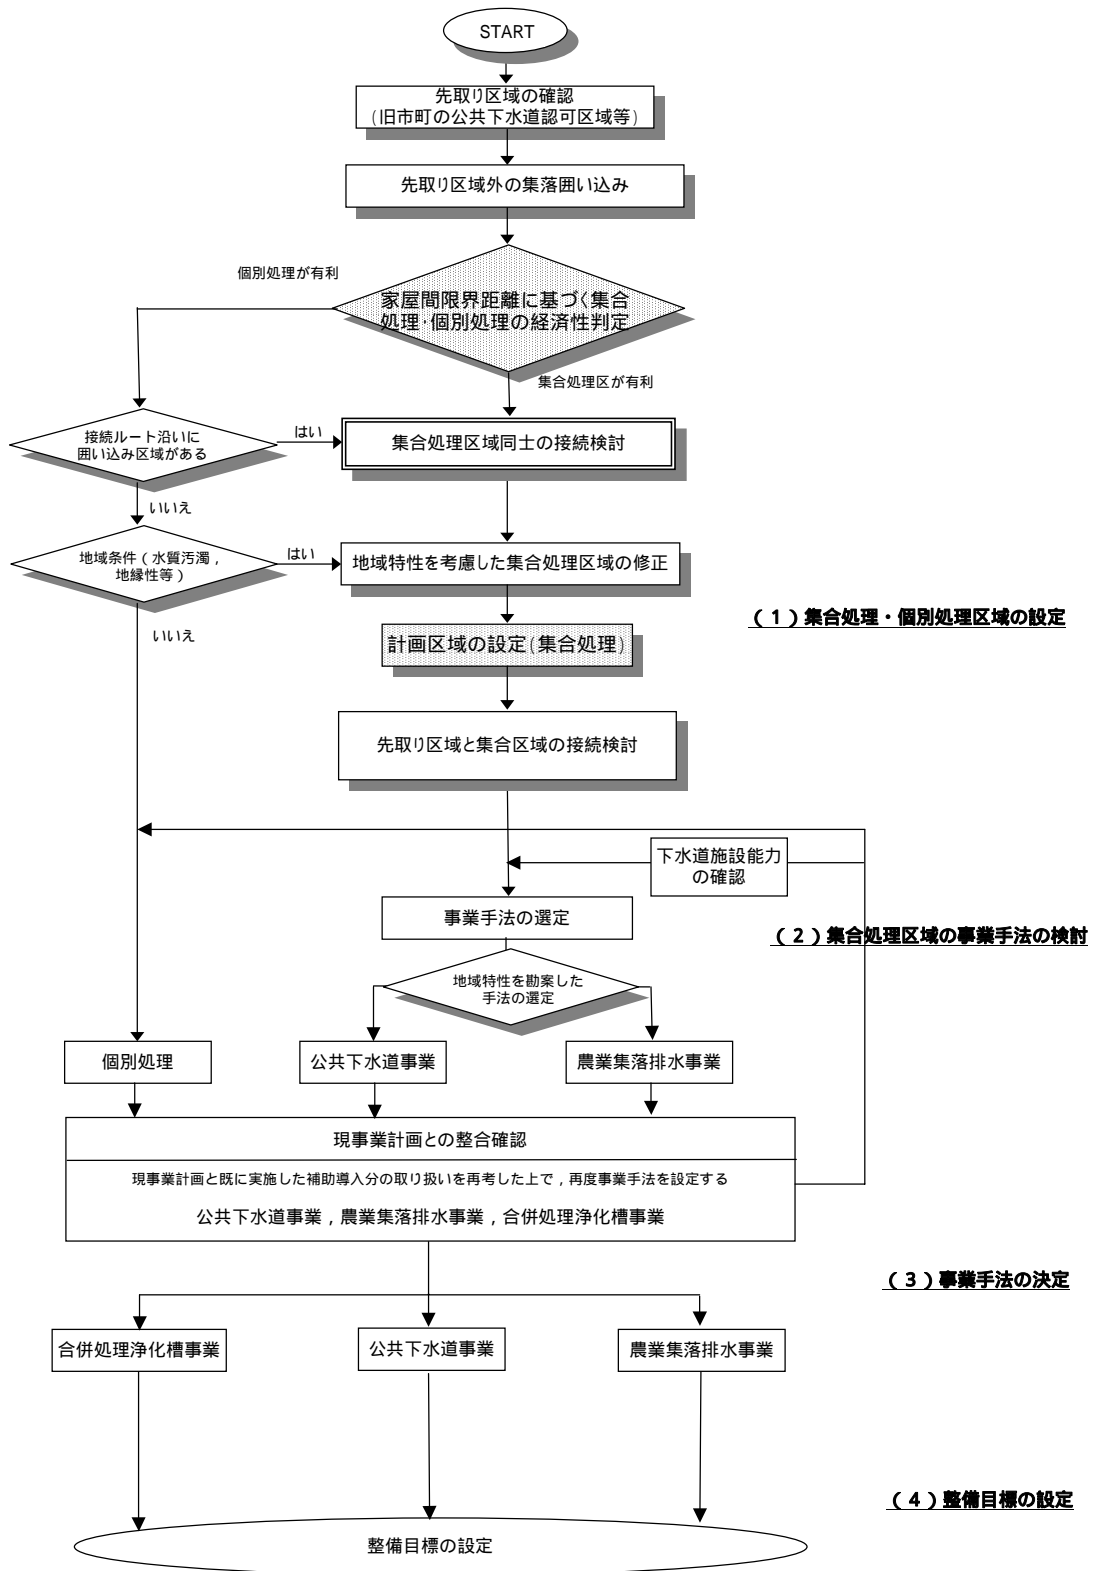 START
先取り区域の確認
(旧市町の公共下水道認可区域等)
先取り区域外の集落囲い込み
個別処理が有利
家屋間限界距離に基づく集合
処理・個別処理の経済性判定
集合処理区が有利
接続ルート沿いに
囲い込み区域がある
はい
集合処理区域同士の接続検討
いいえ
地域条件(水質汚濁,
地縁性等)
はい
地域特性を考慮した集合処理区域の修正
(1)集合処理・個別処理区域の設定
いいえ
計画区域の設定(集合処理)
先取り区域と集合区域の接続検討
下水道施設能力
の確認
事業手法の選定
(2)集合処理区域の事業手法の検討
地域特性を勘案した
手法の選定
個別処理
公共下水道事業
農業集落排水事業
現事業計画との整合確認
現事業計画と既に実施した補助導入分の取り扱いを再考した上で,再度事業手法を設定する
公共下水道事業,農業集落排水事業,合併処理浄化槽事業
(3)事業手法の決定
合併処理浄化槽事業
公共下水道事業
農業集落排水事業
(4)整備目標の設定
整備目標の設定